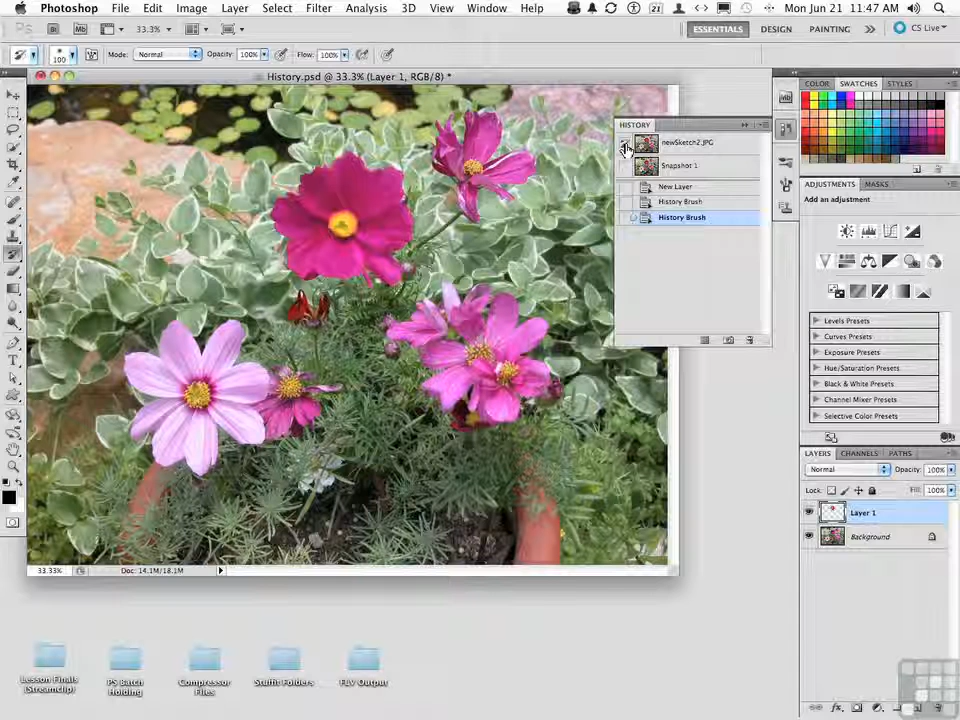 Photoshop File Edit Image Layer Select Filter Analysis 3D View Window Help Mon Jun 21 11:47 AM
Ps Br Mb 33.3% ESSENTIALS DESIGN PAINTING CS Live
100 Mode: Normal Opacity: 100% Flow: 100%
History.psd @ 33.3% (Layer 1, RGB/8) *
HISTORY
newSketch2.JPG
Snapshot 1
New Layer
History Brush
History Brush
COLOR SWATCHES STYLES
ADJUSTMENTS MASKS
Add an adjustment
Levels Presets
Curves Presets
Exposure Presets
Hue/Saturation Presets
Black & White Presets
Channel Mixer Presets
Selective Color Presets
LAYERS CHANNELS PATHS
Normal Opacity: 100%
Lock: Fill: 100%
Layer 1
Background
33.33% Doc: 14.1M/18.1M
Lesson Finals (Streamclip)
PS Batch Holding
Compressor Files
Stuffit Folders
FLV Output